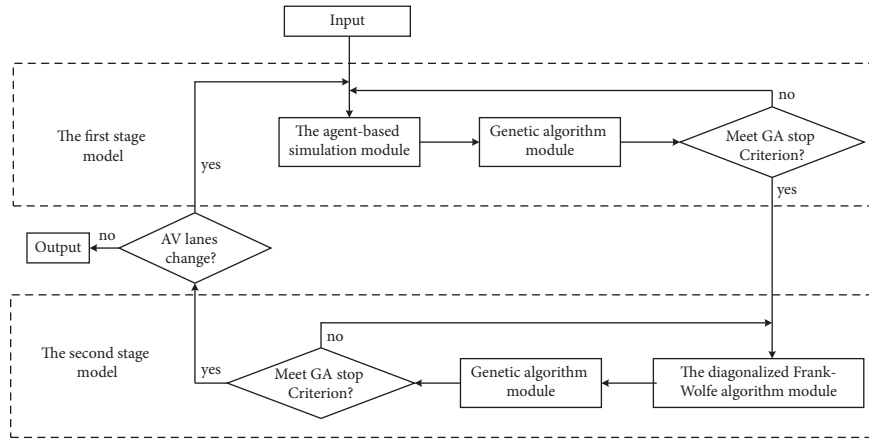 Input
no
The first stage
model
The agent-based
simulation module
Genetic algorithm
module
Meet GA stop
Criterion?
yes
yes
Output
no
AV lanes
change?
no
The second stage
model
yes
Meet GA stop
Criterion?
Genetic algorithm
module
The diagonalized Frank-
Wolfe algorithm module